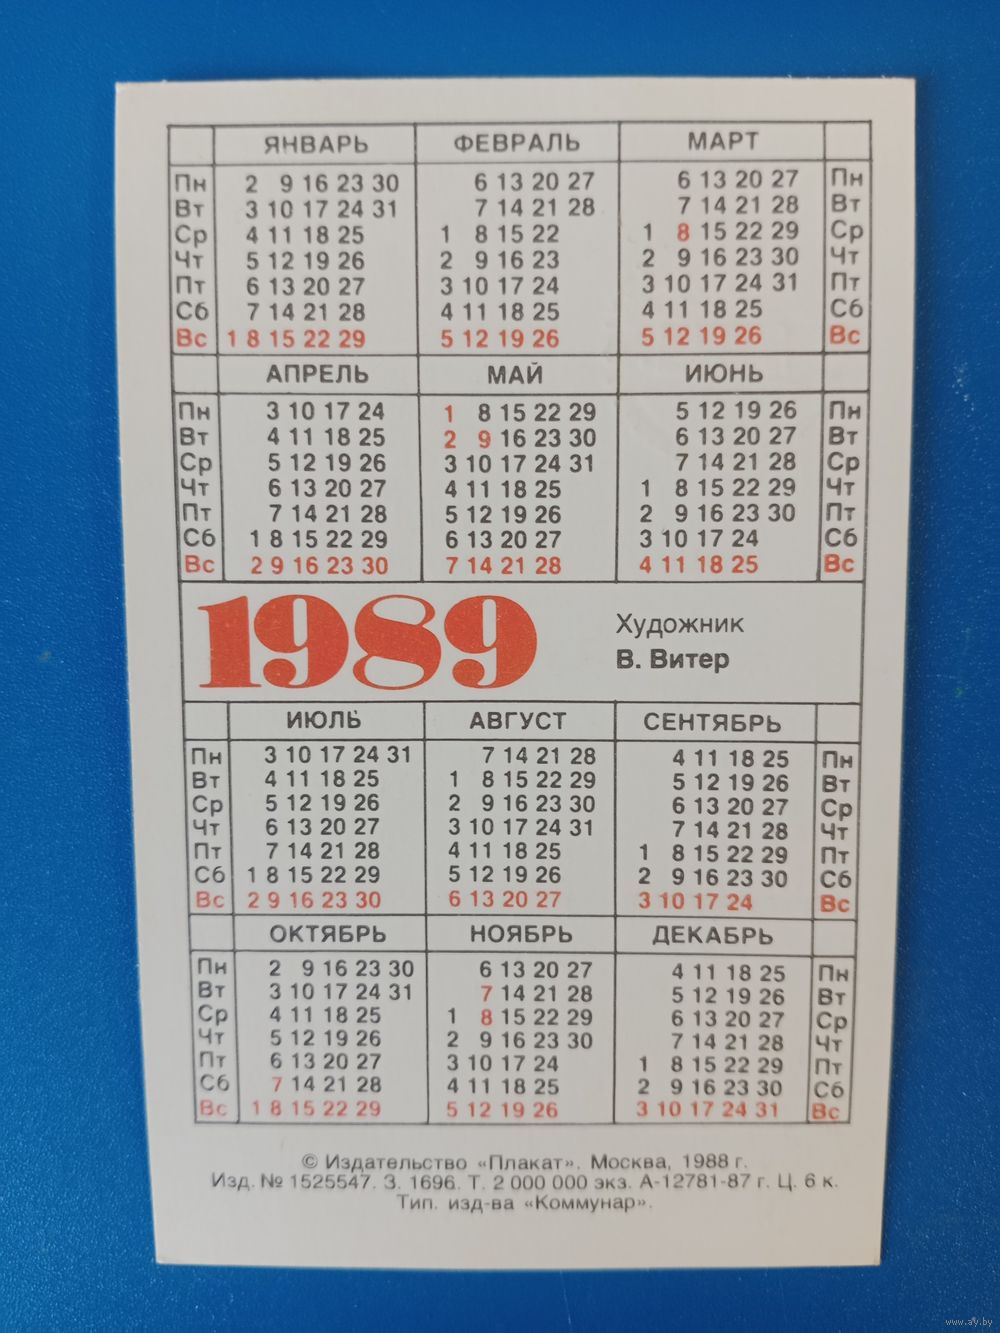 ЯНВАРЬ ФЕВРАЛЬ МАРТ
Пн 2 9 16 23 30 6 13 20 27 6 13 20 27 Пн
Вт 3 10 17 24 31 7 14 21 28 7 14 21 28 Вт
Ср 4 11 18 25 1 8 15 22 1 8 15 22 29 Ср
Чт 5 12 19 26 2 9 16 23 2 9 16 23 30 Чт
Пт 6 13 20 27 3 10 17 24 3 10 17 24 31 Пт
Сб 7 14 21 28 4 11 18 25 4 11 18 25 Сб
Вс 1 8 15 22 29 5 12 19 26 5 12 19 26 Вс
АПРЕЛЬ МАЙ ИЮНЬ
Пн 3 10 17 24 1 8 15 22 29 5 12 19 26 Пн
Вт 4 11 18 25 2 9 16 23 30 6 13 20 27 Вт
Ср 5 12 19 26 3 10 17 24 31 7 14 21 28 Ср
Чт 6 13 20 27 4 11 18 25 1 8 15 22 29 Чт
Пт 7 14 21 28 5 12 19 26 2 9 16 23 30 Пт
Сб 1 8 15 22 29 6 13 20 27 3 10 17 24 Сб
Вс 2 9 16 23 30 7 14 21 28 4 11 18 25 Вс
1989
Художник
В. Витер
ИЮЛЬ АВГУСТ СЕНТЯБРЬ
Пн 3 10 17 24 31 7 14 21 28 4 11 18 25 Пн
Вт 4 11 18 25 1 8 15 22 29 5 12 19 26 Вт
Ср 5 12 19 26 2 9 16 23 30 6 13 20 27 Ср
Чт 6 13 20 27 3 10 17 24 31 7 14 21 28 Чт
Пт 7 14 21 28 4 11 18 25 1 8 15 22 29 Пт
Сб 1 8 15 22 29 5 12 19 26 2 9 16 23 30 Сб
Вс 2 9 16 23 30 6 13 20 27 3 10 17 24 Вс
ОКТЯБРЬ НОЯБРЬ ДЕКАБРЬ
Пн 2 9 16 23 30 6 13 20 27 4 11 18 25 Пн
Вт 3 10 17 24 31 7 14 21 28 5 12 19 26 Вт
Ср 4 11 18 25 1 8 15 22 29 6 13 20 27 Ср
Чт 5 12 19 26 2 9 16 23 30 7 14 21 28 Чт
Пт 6 13 20 27 3 10 17 24 1 8 15 22 29 Пт
Сб 7 14 21 28 4 11 18 25 2 9 16 23 30 Сб
Вс 1 8 15 22 29 5 12 19 26 3 10 17 24 31 Вс
© Издательство «Плакат». Москва, 1988 г.
Изд. № 1525547. З. 1696. Т. 2 000 000 экз. А-12781-87 г. Ц. 6 к.
Тип. изд-ва «Коммунар».
www.ay.by